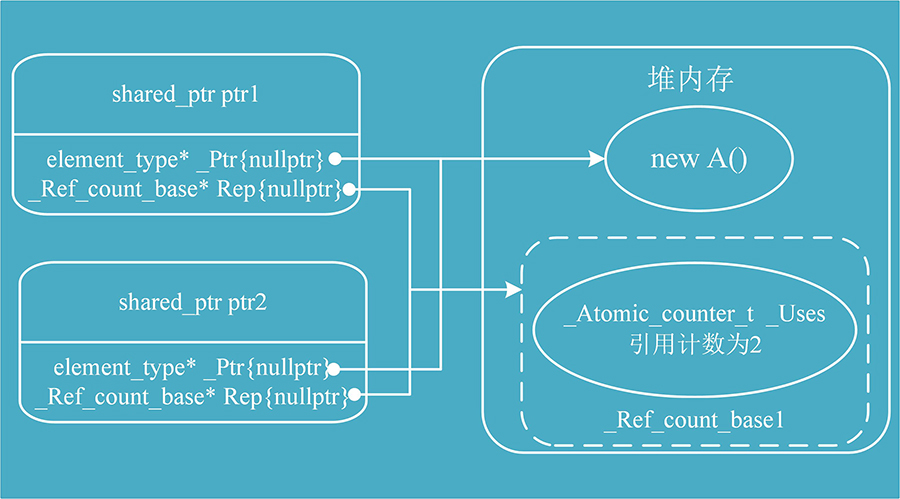 shared_ptr ptr1
element_type* _Ptr{nullptr}
_Ref_count_base* Rep{nullptr}
shared_ptr ptr2
element_type* _Ptr{nullptr}
_Ref_count_base* Rep{nullptr}
堆内存
new A()
_Atomic_counter_t _Uses
引用计数为2
_Ref_count_base1